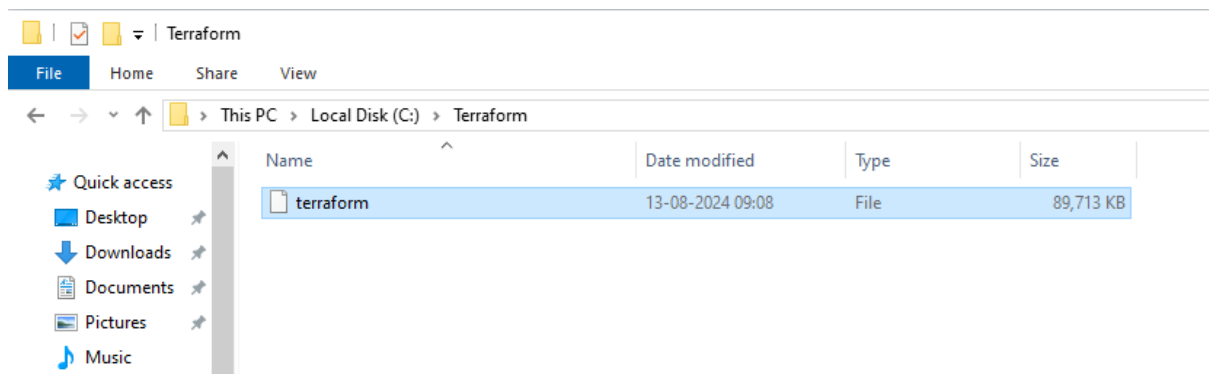 Terraform
File Home Share View
This PC > Local Disk (C:) > Terraform
Name Date modified Type Size
Quick access
terraform 13-08-2024 09:08 File 89,713 KB
Desktop
Downloads
Documents
Pictures
Music